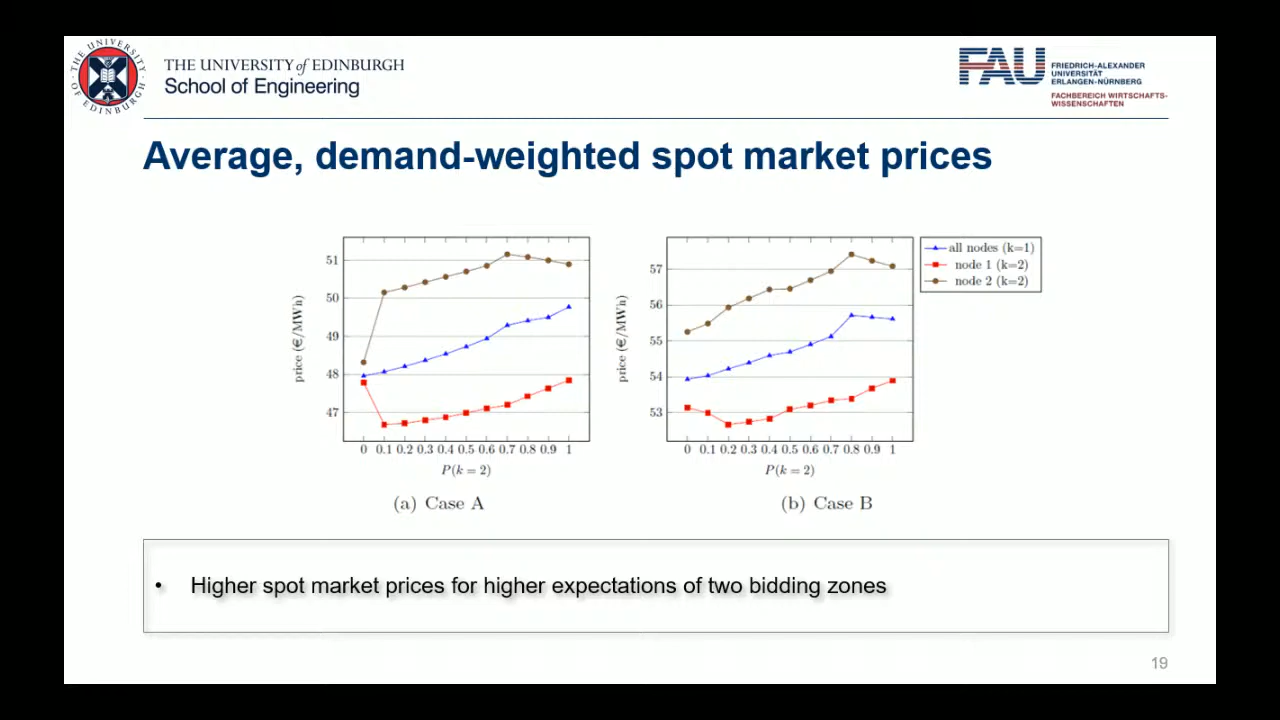 THE UNIVERSITY OF EDINBURGH
THE UNIVERSITY of EDINBURGH
School of Engineering
FAU
FRIEDRICH-ALEXANDER
UNIVERSITÄT
ERLANGEN-NÜRNBERG
FACHBEREICH WIRTSCHAFTS-
WISSENSCHAFTEN
Average, demand-weighted spot market prices
price (€/MWh)
51
50
49
48
47
0 0.1 0.2 0.3 0.4 0.5 0.6 0.7 0.8 0.9 1
P(k = 2)
(a) Case A
price (€/MWh)
57
56
55
54
53
0 0.1 0.2 0.3 0.4 0.5 0.6 0.7 0.8 0.9 1
P(k = 2)
(b) Case B
all nodes (k=1)
node 1 (k=2)
node 2 (k=2)
• Higher spot market prices for higher expectations of two bidding zones
19